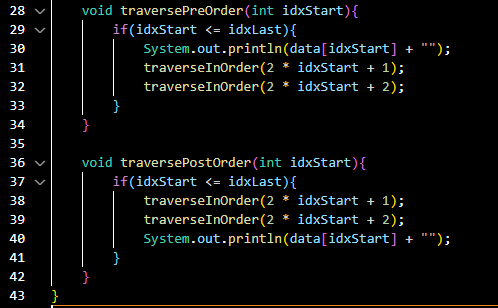 28 void traversePreOrder(int idxStart){
29 if(idxStart <= idxLast){
30 System.out.println(data[idxStart] + "");
31 traverseInOrder(2 * idxStart + 1);
32 traverseInOrder(2 * idxStart + 2);
33 }
34 }
35
36 void traversePostOrder(int idxStart){
37 if(idxStart <= idxLast){
38 traverseInOrder(2 * idxStart + 1);
39 traverseInOrder(2 * idxStart + 2);
40 System.out.println(data[idxStart] + "");
41 }
42 }
43 }